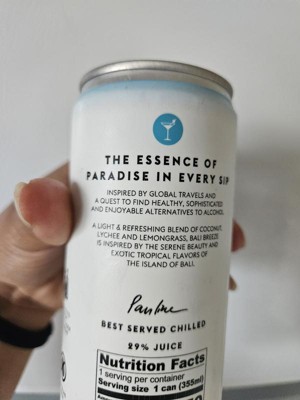 THE ESSENCE OF
PARADISE IN EVERY SIP
INSPIRED BY GLOBAL TRAVELS AND
A QUEST TO FIND HEALTHY, SOPHISTICATED
AND ENJOYABLE ALTERNATIVES TO ALCOHOL.
A LIGHT & REFRESHING BLEND OF COCONUT,
LYCHEE AND LEMONGRASS, BALI BREEZE
IS INSPIRED BY THE SERENE BEAUTY AND
EXOTIC TROPICAL FLAVORS OF
THE ISLAND OF BALI.
Pauline
BEST SERVED CHILLED
29% JUICE
Nutrition Facts
1 serving per container
Serving size 1 can (355ml)